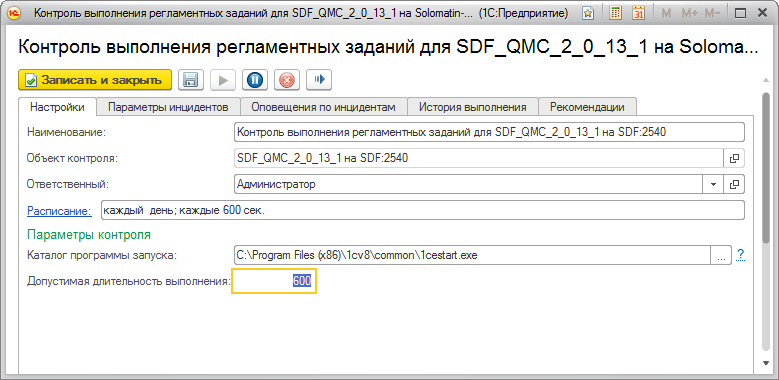 Контроль выполнения регламентных заданий для SDF_QMC_2_0_13_1 на Solomatin-... (1С:Предприятие) 31 M M+ M-
Контроль выполнения регламентных заданий для SDF_QMC_2_0_13_1 на Soloma...
Записать и закрыть
Настройки Параметры инцидентов Оповещения по инцидентам История выполнения Рекомендации
Наименование: Контроль выполнения регламентных заданий для SDF_QMC_2_0_13_1 на SDF:2540
Объект контроля: SDF_QMC_2_0_13_1 на SDF:2540
Ответственный: Администратор
Расписание: каждый день; каждые 600 сек.
Параметры контроля
Каталог программы запуска: C:\Program Files (x86)\1cv8\common\1cestart.exe ... ?
Допустимая длительность выполнения: 600